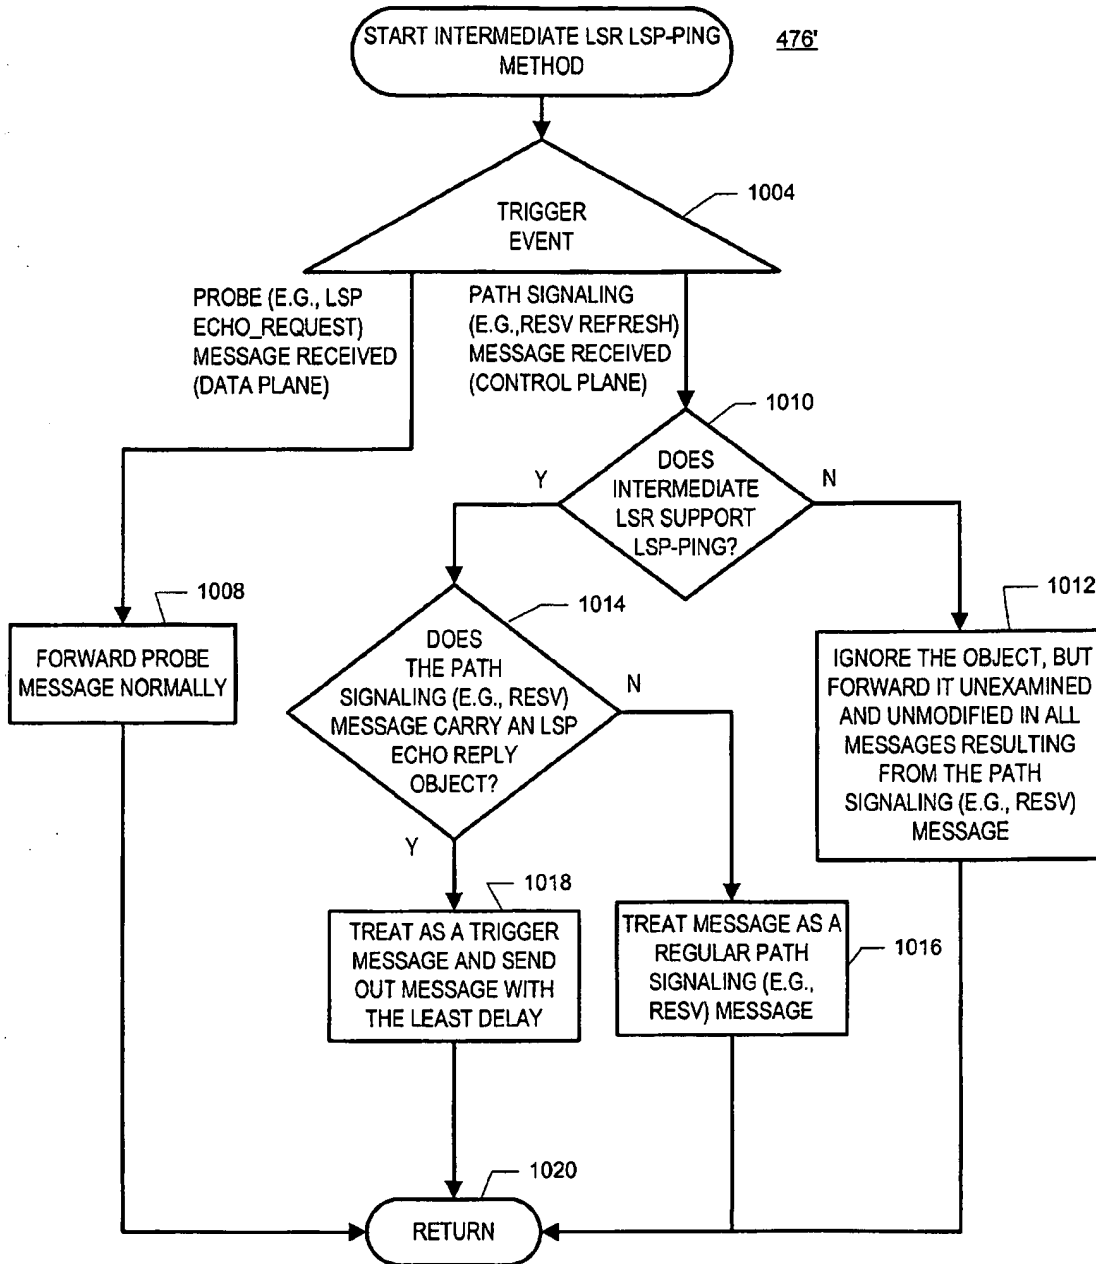 START INTERMEDIATE LSR LSP-PING
METHOD
476'
1004
TRIGGER
EVENT
PROBE (E.G., LSP
ECHO_REQUEST)
MESSAGE RECEIVED
(DATA PLANE)
PATH SIGNALING
(E.G.,RESV REFRESH)
MESSAGE RECEIVED
(CONTROL PLANE)
1010
DOES
INTERMEDIATE
LSR SUPPORT
LSP-PING?
Y
N
1008
FORWARD PROBE
MESSAGE NORMALLY
1014
DOES
THE PATH
SIGNALING (E.G., RESV)
MESSAGE CARRY AN LSP
ECHO REPLY
OBJECT?
N
Y
1012
IGNORE THE OBJECT, BUT
FORWARD IT UNEXAMINED
AND UNMODIFIED IN ALL
MESSAGES RESULTING
FROM THE PATH
SIGNALING (E.G., RESV)
MESSAGE
1018
TREAT AS A TRIGGER
MESSAGE AND SEND
OUT MESSAGE WITH
THE LEAST DELAY
TREAT MESSAGE AS A
REGULAR PATH
SIGNALING (E.G.,
RESV) MESSAGE
1016
1020
RETURN